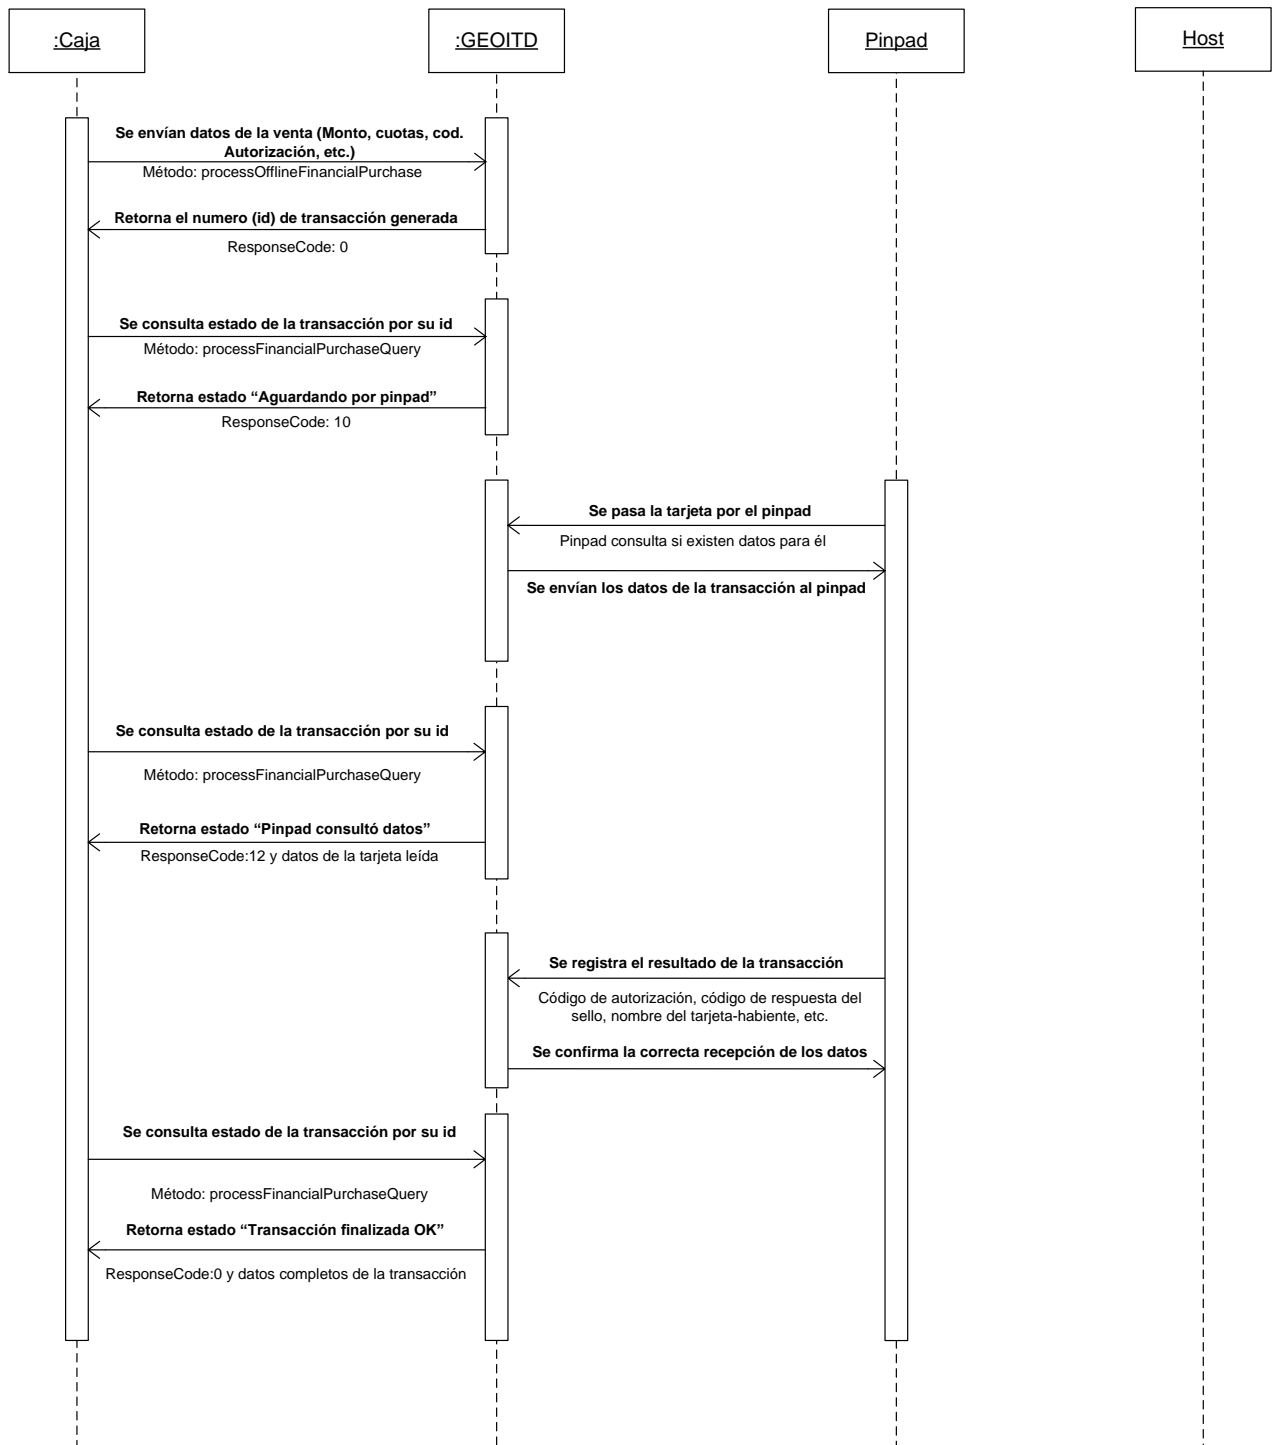 :Caja
:GEOITD
Pinpad
Host
Se envían datos de la venta (Monto, cuotas, cod.
Autorización, etc.)
Método: processOfflineFinancialPurchase
Retorna el numero (id) de transacción generada
ResponseCode: 0
Se consulta estado de la transacción por su id
Método: processFinancialPurchaseQuery
Retorna estado “Aguardando por pinpad”
ResponseCode: 10
Se pasa la tarjeta por el pinpad
Pinpad consulta si existen datos para él
Se envían los datos de la transacción al pinpad
Se consulta estado de la transacción por su id
Método: processFinancialPurchaseQuery
Retorna estado “Pinpad consultó datos”
ResponseCode:12 y datos de la tarjeta leída
Se registra el resultado de la transacción
Código de autorización, código de respuesta del
sello, nombre del tarjeta-habiente, etc.
Se confirma la correcta recepción de los datos
Se consulta estado de la transacción por su id
Método: processFinancialPurchaseQuery
Retorna estado “Transacción finalizada OK”
ResponseCode:0 y datos completos de la transacción